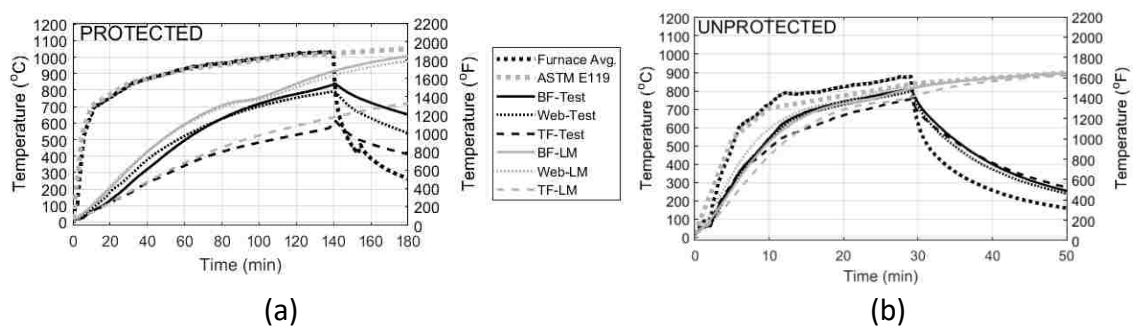 PROTECTED
Temperature (°C)
1200
1100
1000
900
800
700
600
500
400
300
200
100
0
0 20 40 60 80 100 120 140 160 180
Time (min)
2200
2000
1800
1600
1400
1200
1000
800
600
400
200
0
Temperature (°F)
(a)
Furnace Avg.
ASTM E119
BF-Test
Web-Test
TF-Test
BF-LM
Web-LM
TF-LM
UNPROTECTED
Temperature (°C)
1200
1100
1000
900
800
700
600
500
400
300
200
100
0
0 10 20 30 40 50
Time (min)
2200
2000
1800
1600
1400
1200
1000
800
600
400
200
0
Temperature (°F)
(b)